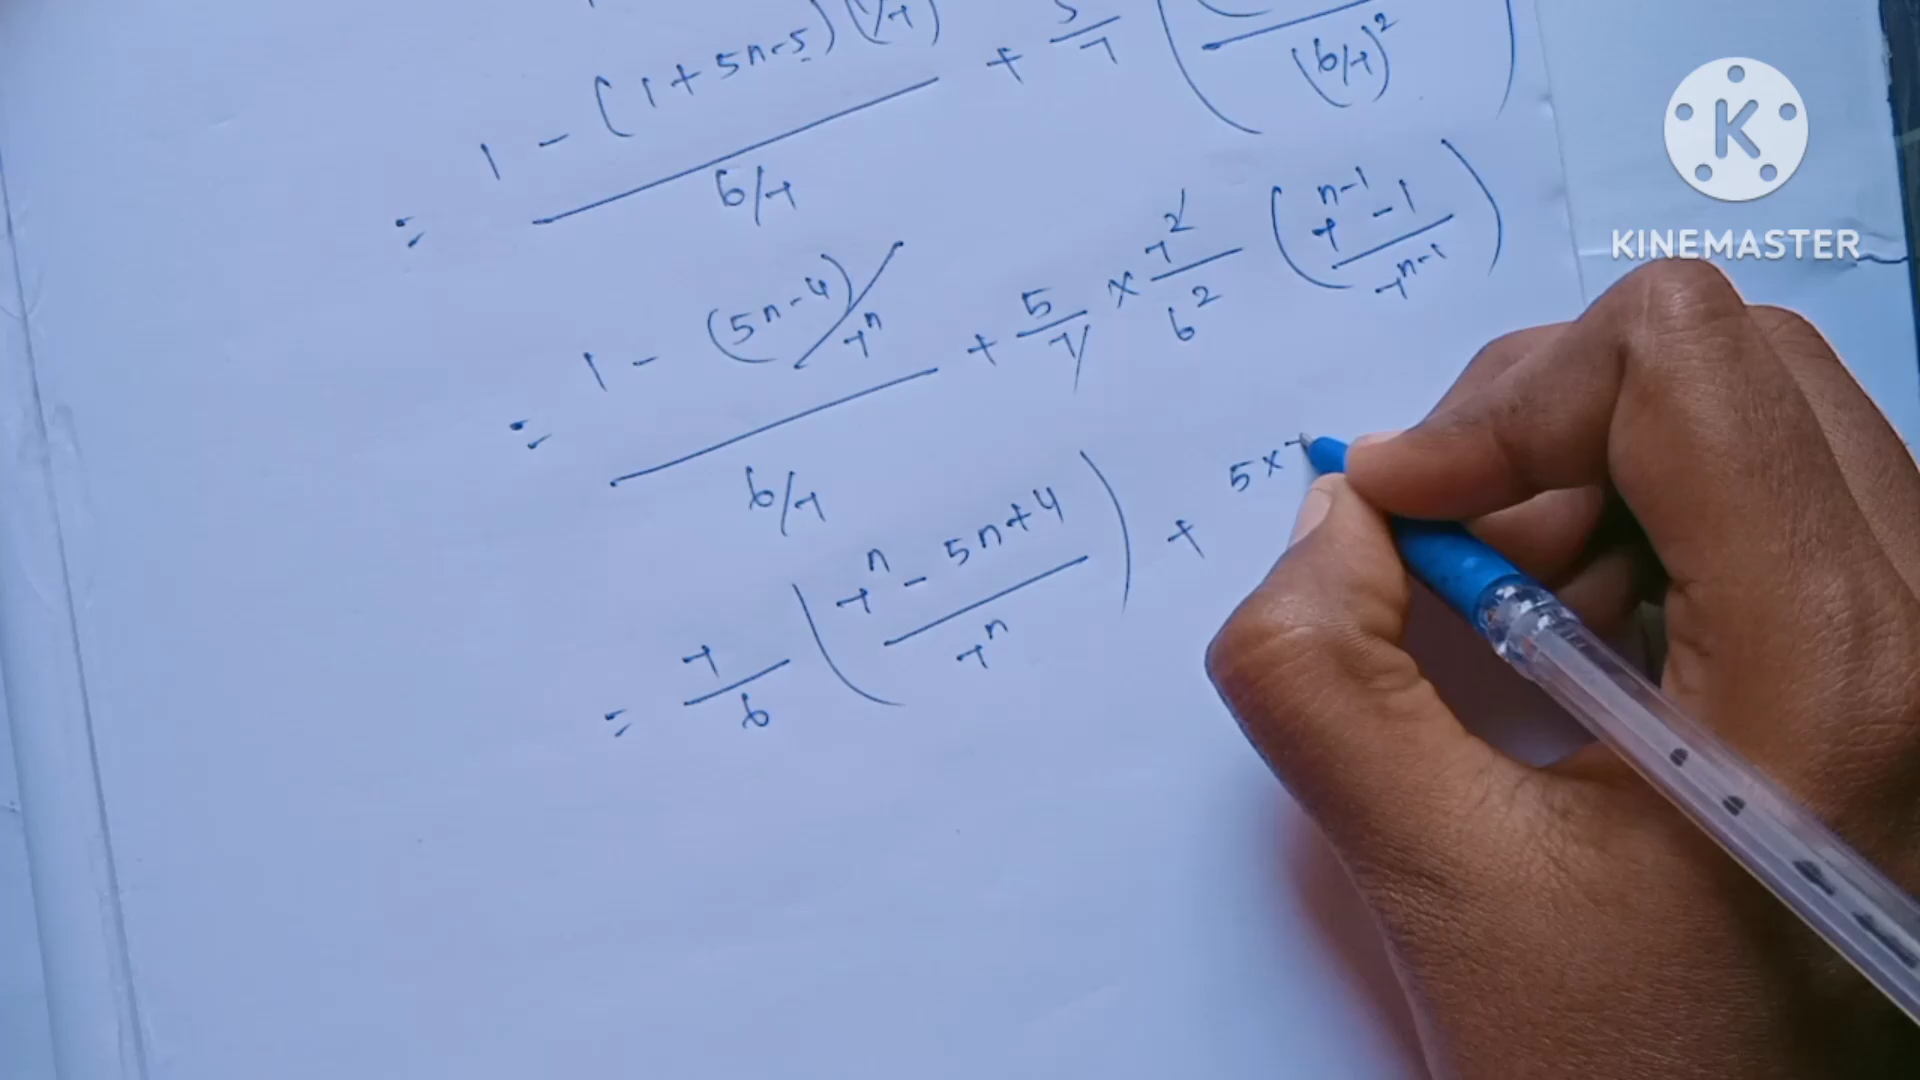 1 - (1+5n-5)(1/7) / 6/7 + 5/7 ( / (6/7)²)
= 1 - (5n-4)/7ⁿ / 6/7 + 5/7 × 7²/6² (7ⁿ⁻¹ - 1 / 7ⁿ⁻¹)
= 7/6 (7ⁿ - 5n+4 / 7ⁿ) + 5×7
K
KINEMASTER